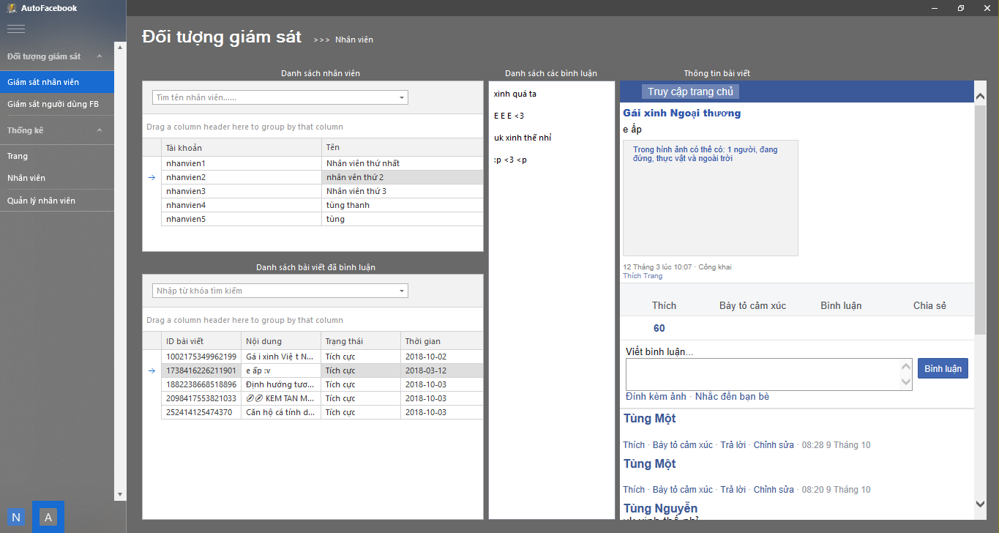 AutoFacebook
Đối tượng giám sát
Giám sát nhân viên
Giám sát người dùng FB
Thống kê
Trang
Nhân viên
Quản lý nhân viên
N
A
Đối tượng giám sát >>> Nhân viên
Danh sách nhân viên
Tìm tên nhân viên......
Drag a column header here to group by that column
Tài khoản Tên
nhanvien1 Nhân viên thứ nhất
nhanvien2 nhân vên thứ 2
nhanvien3 Nhân viên thứ 3
nhanvien4 tùng thanh
nhanvien5 tùng
Danh sách bài viết đã bình luận
Nhập từ khóa tìm kiếm
Drag a column header here to group by that column
ID bài viết Nội dung Trạng thái Thời gian
1002175349962199 Gá i xinh Việ t N... Tích cực 2018-10-02
1738416226211901 e ấp :v Tích cực 2018-03-12
1882238668518896 Định hướng tươ... Tích cực 2018-10-03
2098417553821033 KEM TAN M... Tích cực 2018-10-03
252414125474370 Căn hộ cá tính d... Tích cực 2018-10-03
Danh sách các bình luận
xinh quá ta
E E E <3
uk xinh thế nhỉ
:p <3 <p
Thông tin bài viết
Truy cập trang chủ
Gái xinh Ngoại thương
e ấp
Trong hình ảnh có thể có: 1 người, đang
đứng, thực vật và ngoài trời
12 Tháng 3 lúc 10:07 · Công khai
Thích Trang
Thích Bày tỏ cảm xúc Bình luận Chia sẻ
60
Viết bình luận...
Bình luận
Đính kèm ảnh · Nhắc đến bạn bè
Tùng Một
Thích · Bày tỏ cảm xúc · Trả lời · Chỉnh sửa · 08:28 9 Tháng 10
Tùng Một
Thích · Bày tỏ cảm xúc · Trả lời · Chỉnh sửa · 08:20 9 Tháng 10
Tùng Nguyễn
uk xinh thế nhỉ